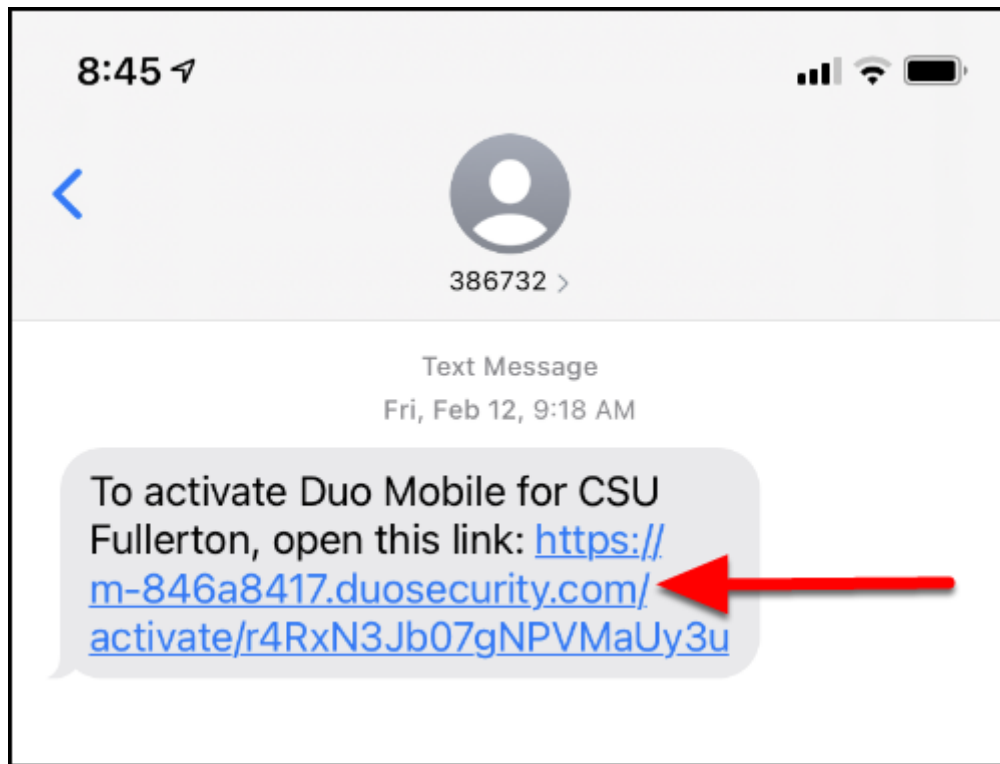 8:45
386732 >
Text Message
Fri, Feb 12, 9:18 AM
To activate Duo Mobile for CSU
Fullerton, open this link: https://
m-846a8417.duosecurity.com/
activate/r4RxN3Jb07gNPVMaUy3u